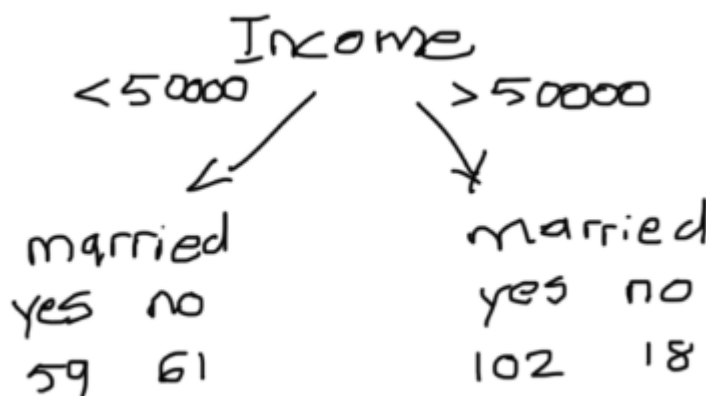 Income
<50000 >50000
married married
yes no yes no
59 61 102 18